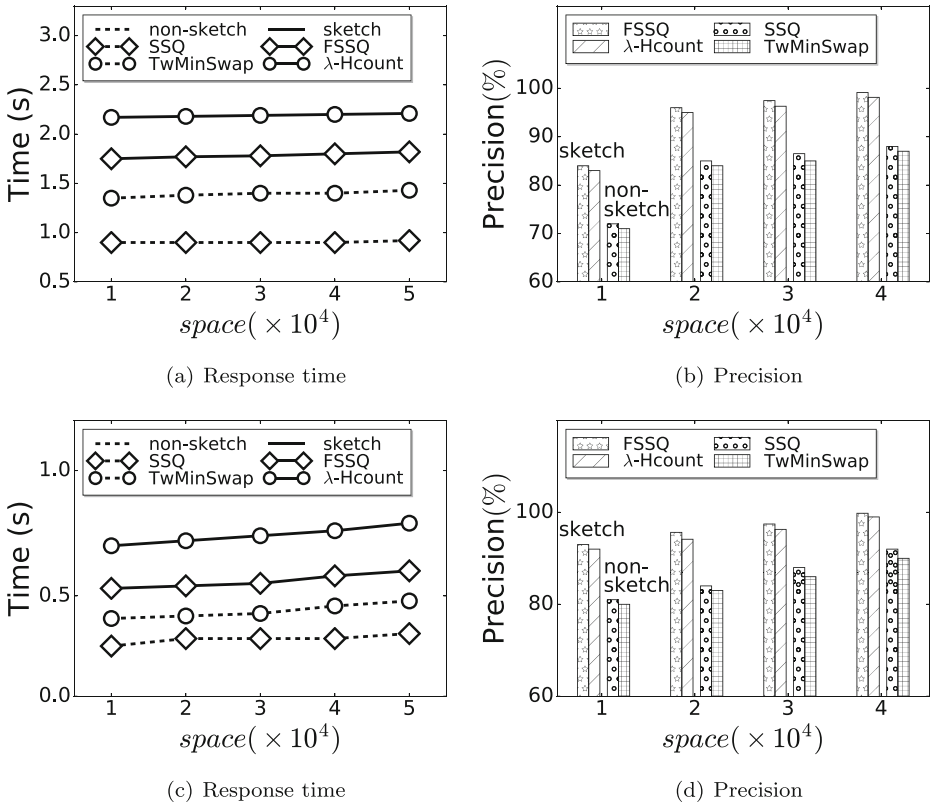 non-sketch sketch
SSQ FSSQ
TwMinSwap λ-Hcount
3.0
2.5
2.0
1.5
1.0
0.5
Time (s)
1 2 3 4 5
space(×10⁴)
(a) Response time
FSSQ SSQ
λ-Hcount TwMinSwap
100
90
80
70
60
Precision(%)
sketch
non-
sketch
1 2 3 4
space(×10⁴)
(b) Precision
non-sketch sketch
SSQ FSSQ
TwMinSwap λ-Hcount
1.0
0.5
0.0
Time (s)
1 2 3 4 5
space(×10⁴)
(c) Response time
FSSQ SSQ
λ-Hcount TwMinSwap
100
80
60
Precision(%)
sketch
non-
sketch
1 2 3 4
space(×10⁴)
(d) Precision